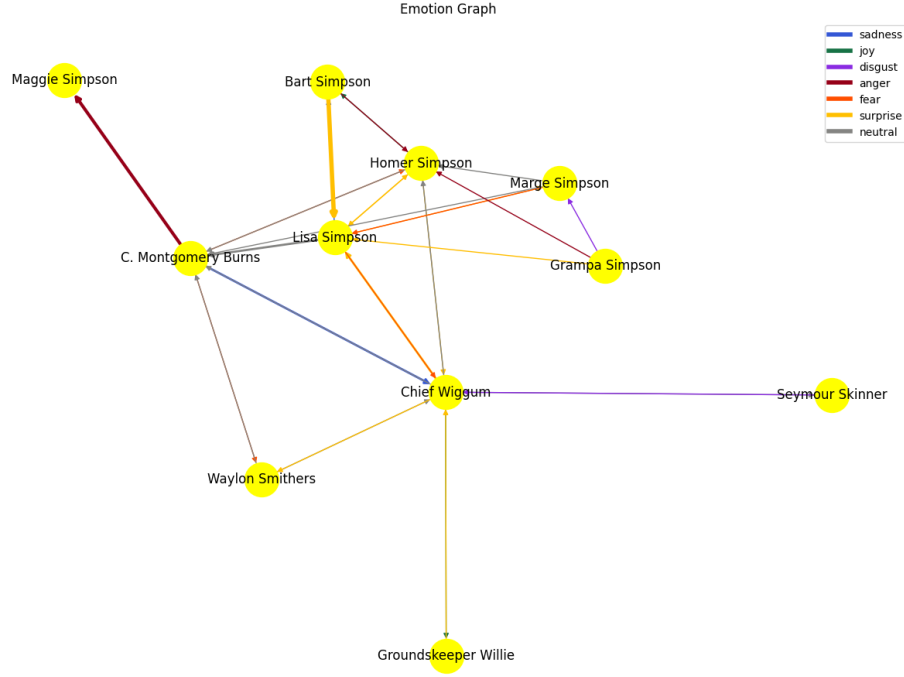 Emotion Graph
sadness
joy
disgust
anger
fear
surprise
neutral
Maggie Simpson
Bart Simpson
Homer Simpson
Marge Simpson
Lisa Simpson
C. Montgomery Burns
Grampa Simpson
Chief Wiggum
Seymour Skinner
Waylon Smithers
Groundskeeper Willie